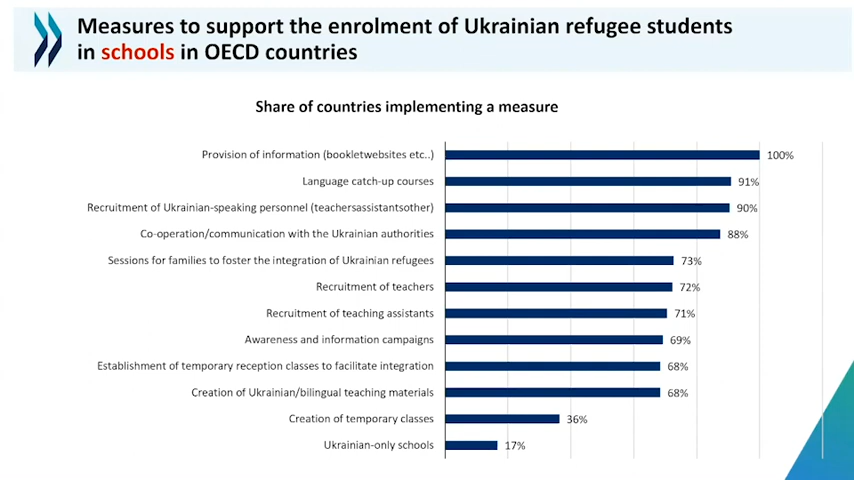 Measures to support the enrolment of Ukrainian refugee students
in schools in OECD countries
Share of countries implementing a measure
Provision of information (bookletwebsites etc..) 100%
Language catch-up courses 91%
Recruitment of Ukrainian-speaking personnel (teachersassistantsother) 90%
Co-operation/communication with the Ukrainian authorities 88%
Sessions for families to foster the integration of Ukrainian refugees 73%
Recruitment of teachers 72%
Recruitment of teaching assistants 71%
Awareness and information campaigns 69%
Establishment of temporary reception classes to facilitate integration 68%
Creation of Ukrainian/bilingual teaching materials 68%
Creation of temporary classes 36%
Ukrainian-only schools 17%